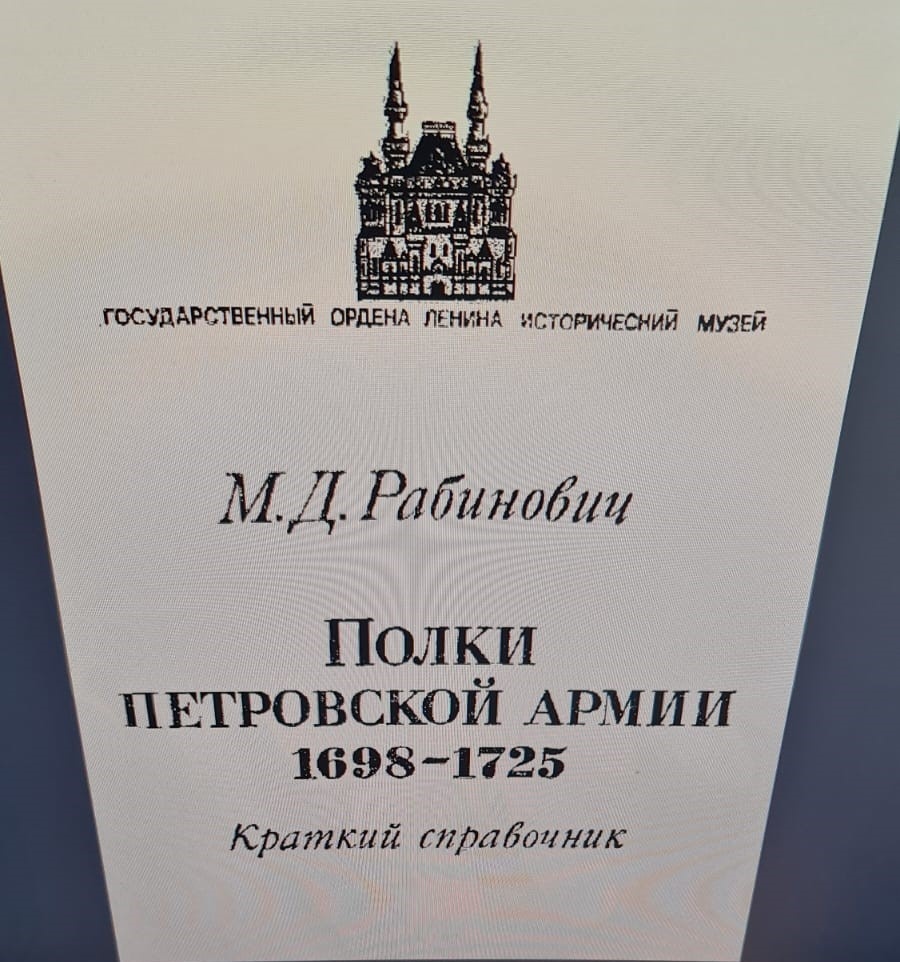 ГОСУДАРСТВЕННЫЙ ОРДЕНА ЛЕНИНА ИСТОРИЧЕСКИЙ МУЗЕЙ
М.Д. Рабинович
ПОЛКИ
ПЕТРОВСКОЙ АРМИИ
1698-1725
Краткий справочник